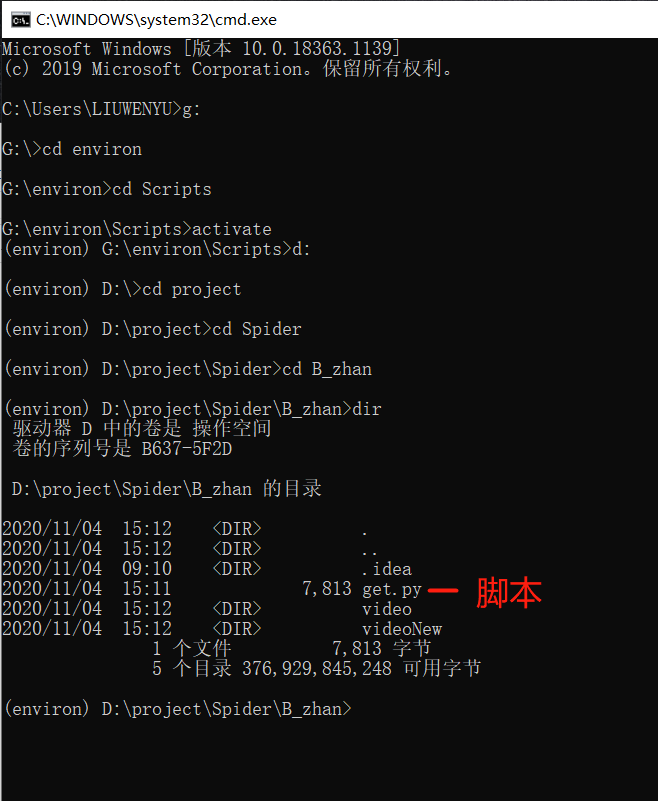 C:\WINDOWS\system32\cmd.exe
Microsoft Windows [版本 10.0.18363.1139]
(c) 2019 Microsoft Corporation。保留所有权利。
C:\Users\LIUWENYU>g:
G:\>cd environ
G:\environ>cd Scripts
G:\environ\Scripts>activate
(environ) G:\environ\Scripts>d:
(environ) D:\>cd project
(environ) D:\project>cd Spider
(environ) D:\project\Spider>cd B_zhan
(environ) D:\project\Spider\B_zhan>dir
驱动器 D 中的卷是 操作空间
卷的序列号是 B637-5F2D
D:\project\Spider\B_zhan 的目录
2020/11/04  15:12    <DIR>          .
2020/11/04  15:12    <DIR>          ..
2020/11/04  09:10    <DIR>          .idea
2020/11/04  15:11             7,813 get.py 脚本
2020/11/04  15:12    <DIR>          video
2020/11/04  15:12    <DIR>          videoNew
1 个文件          7,813 字节
5 个目录 376,929,845,248 可用字节
(environ) D:\project\Spider\B_zhan>